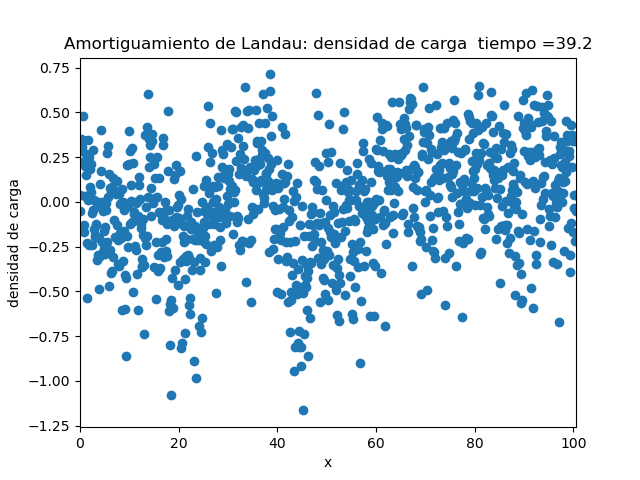 Amortiguamiento de Landau: densidad de carga  tiempo =39.2
0.75
0.50
0.25
0.00
−0.25
−0.50
−0.75
−1.00
−1.25
densidad de carga
0 20 40 60 80 100
x